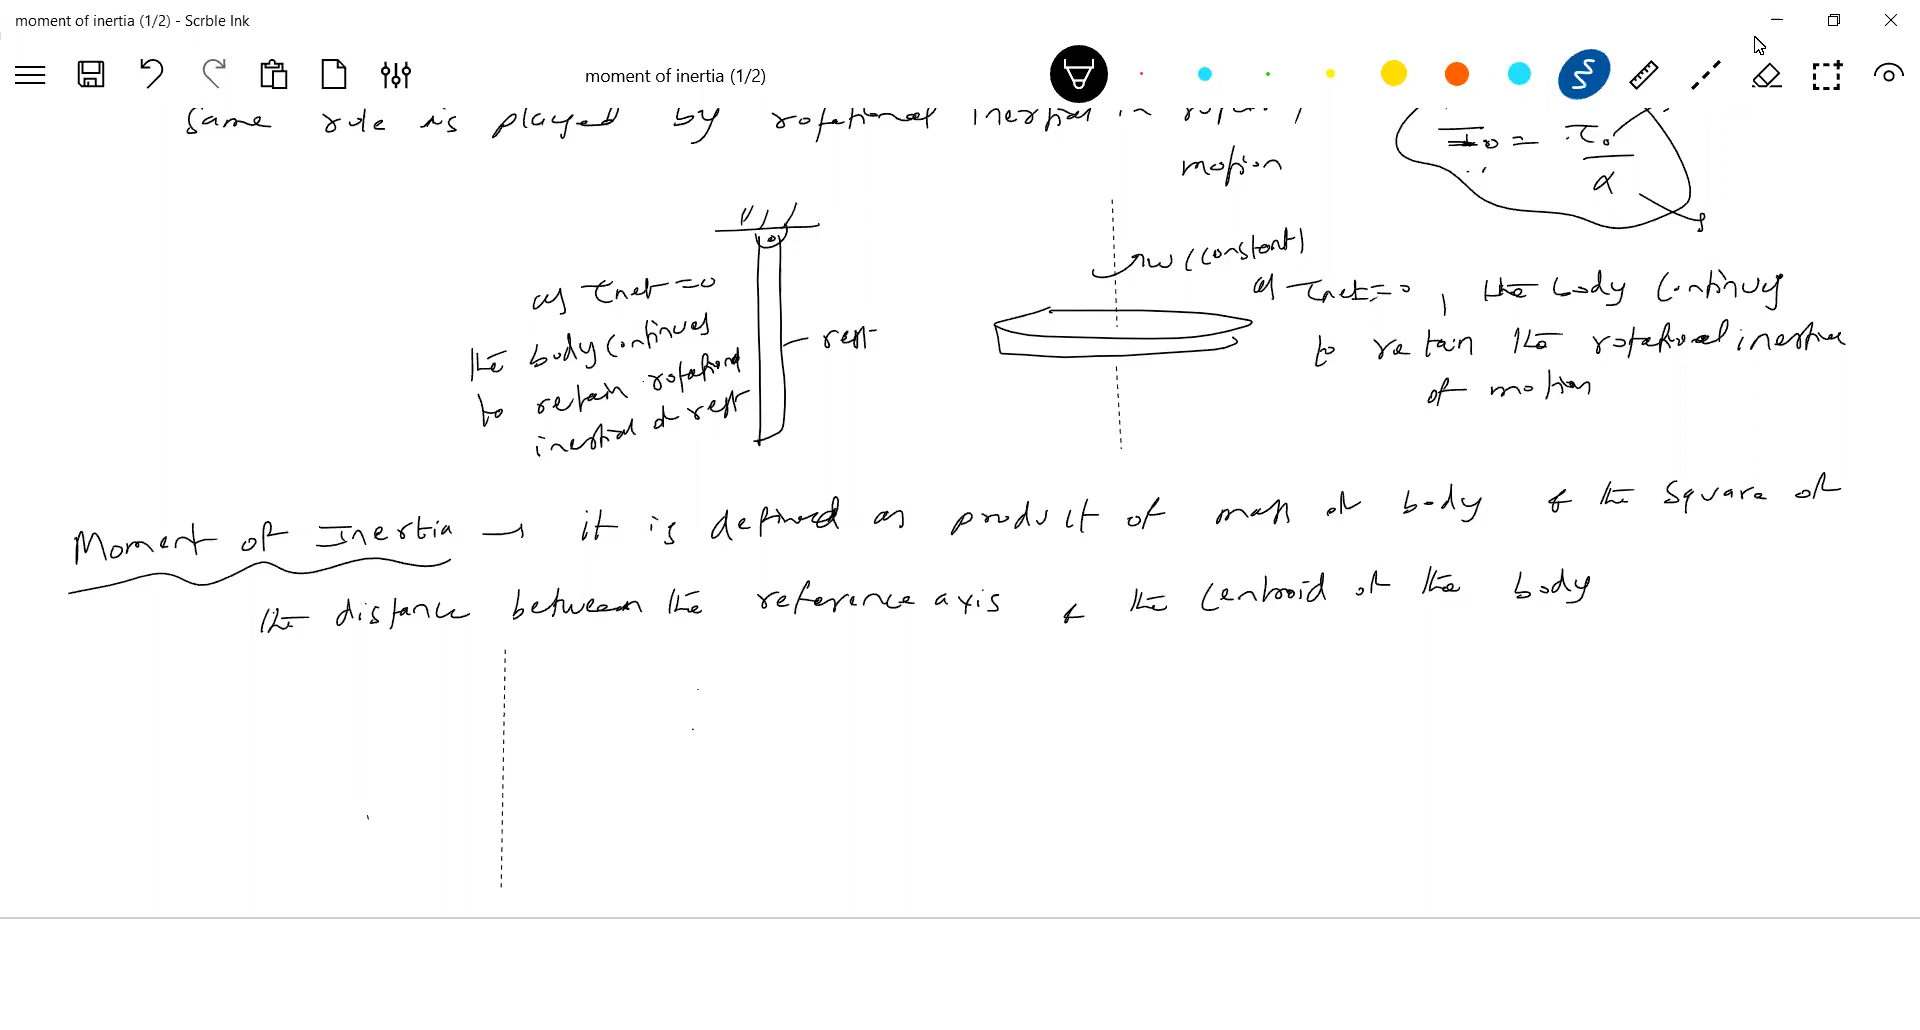 moment of inertia (1/2) - Scrble Ink
moment of inertia (1/2)
same role is played by rotational inertial in
motion
I₀ = τ₀/α
ω (constant)
as τnet=0
the body continues
to retain rotational
inertial of rest
rest
as τnet=0, the body continues
to retain the rotational inertia
of motion
Moment of Inertia → it is defined as product of mass of body & the square of
the distance between the reference axis & the centroid of the body